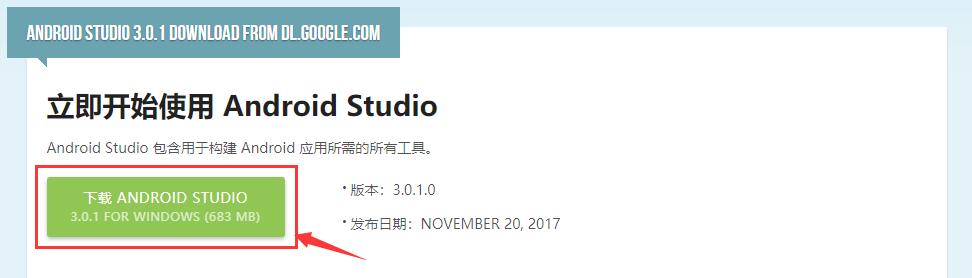 ANDROID STUDIO 3.0.1 DOWNLOAD FROM DL.GOOGLE.COM
立即开始使用 Android Studio
Android Studio 包含用于构建 Android 应用所需的所有工具。
下载 ANDROID STUDIO
3.0.1 FOR WINDOWS (683 MB)
• 版本：3.0.1.0
• 发布日期：NOVEMBER 20, 2017